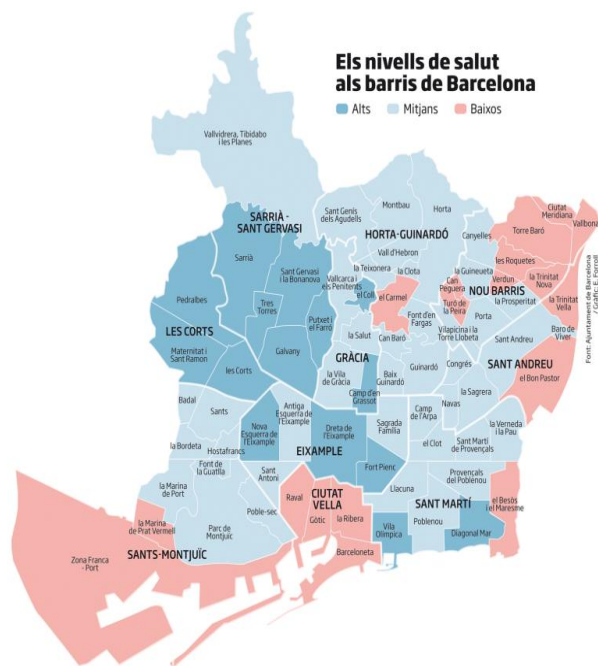 Els nivells de salut
als barris de Barcelona
Alts Mitjans Baixos
Vallvidrera, Tibidabo
i les Planes
SARRIÀ -
SANT GERVASI
Sarrià
Sant Gervasi
i la Bonanova
Tres
Torres
Putxet i
el Farró
Galvany
LES CORTS
Pedralbes
Maternitat i
Sant Ramon
les Corts
HORTA-GUINARDÓ
Sant Genís
dels Agudells
Montbau
Horta
Vall d'Hebron
la Teixonera
la Clota
el Carmel
Font d'en
Fargas
Can Baró
Baix
Guinardó
Guinardó
GRÀCIA
Vallcarca i
els Penitents
el Coll
la Salut
la Vila
de Gràcia
Camp d'en
Grassot
NOU BARRIS
Canyelles
Ciutat
Meridiana
Vallbona
Torre Baró
les Roquetes
la Guineueta
Verdun
la Trinitat
Nova
Can
Peguera
Turó de
la Peira
la Prosperitat
Porta
Vilapicina i la
Torre Llobeta
SANT ANDREU
la Trinitat
Vella
Baró de
Viver
Sant Andreu
el Bon Pastor
Congrés
la Sagrera
Navas
EIXAMPLE
Nova
Esquerra de
l'Eixample
Antiga
Esquerra de
l'Eixample
Dreta de
l'Eixample
Sagrada
Família
Fort Pienc
Sant
Antoni
SANTS-MONTJUÏC
Badal
Sants
la Bordeta
Hostafrancs
Font de
la Guatlla
la Marina
de Port
Poble-sec
Parc de
Montjuïc
la Marina
de Prat Vermell
Zona Franca
- Port
CIUTAT
VELLA
Raval
Gòtic
la Ribera
Barceloneta
SANT MARTÍ
Camp de
l'Arpa
el Clot
la Verneda
i la Pau
Sant Martí
de Provençals
Provençals
del Poblenou
Llacuna
el Besòs
i el Maresme
Poblenou
Vila
Olímpica
Diagonal Mar
Font: Ajuntament de Barcelona
/ Gràfic: E. Forroll